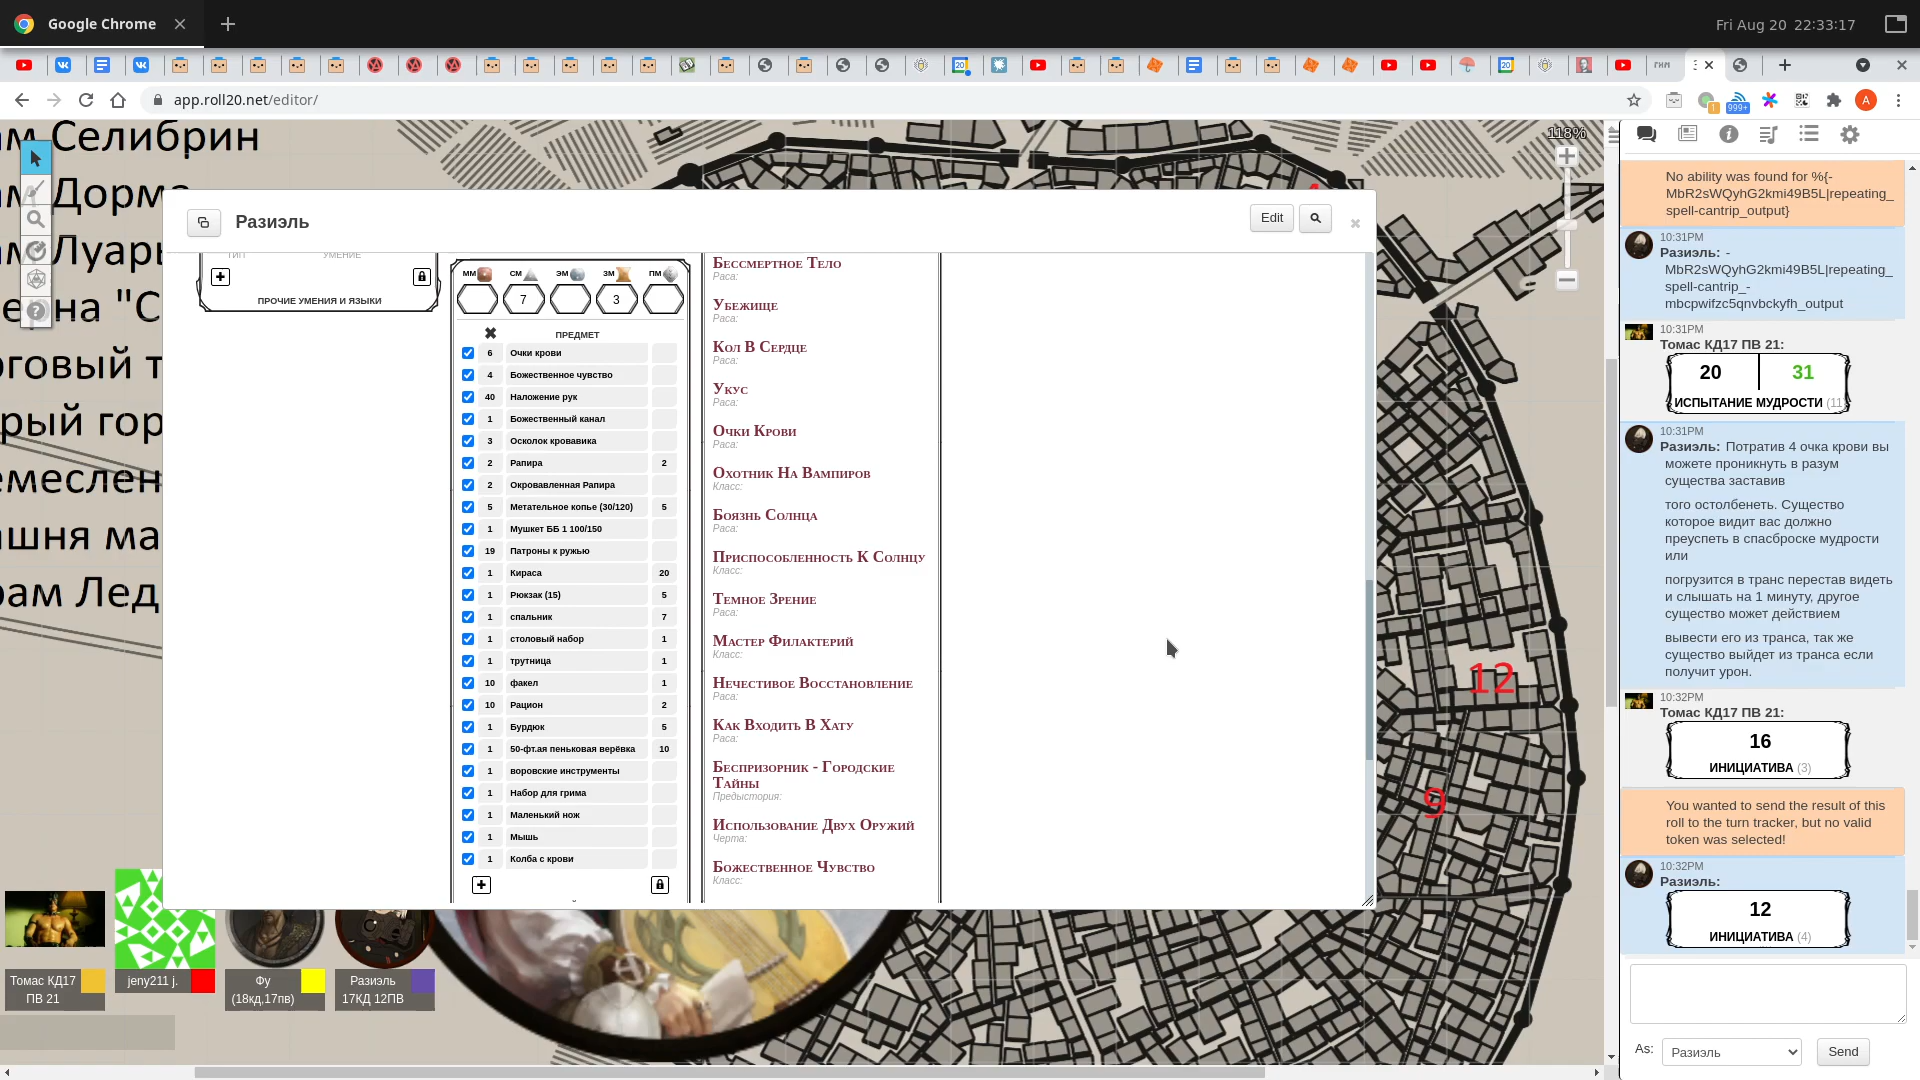 Google Chrome
Fri Aug 20 22:33:17
app.roll20.net/editor/
118%
ам Селибрин
Дорма
Луар
на "С
рговый т
рый гор
емеслен
ашня ма
рам Лед
12
9
Разиэль
Edit
ТИП УМЕНИЕ
ПРОЧИЕ УМЕНИЯ И ЯЗЫКИ
ММ СМ ЭМ ЗМ ПМ
7 3
ПРЕДМЕТ
6 Очки крови
4 Божественное чувство
40 Наложение рук
1 Божественный канал
3 Осколок кровавика
2 Рапира 2
2 Окровавленная Рапира
5 Метательное копье (30/120) 5
1 Мушкет ББ 1 100/150
19 Патроны к ружью
1 Кираса 20
1 Рюкзак (15) 5
1 спальник 7
1 столовый набор 1
1 трутница 1
10 факел 1
10 Рацион 2
1 Бурдюк 5
1 50-фт.ая пеньковая верёвка 10
1 воровские инструменты
1 Набор для грима
1 Маленький нож
1 Мышь
1 Колба с крови
Бессмертное Тело
Раса:
Убежище
Раса:
Кол В Сердце
Раса:
Укус
Раса:
Очки Крови
Раса:
Охотник На Вампиров
Класс:
Боязнь Солнца
Раса:
Приспособленность К Солнцу
Класс:
Темное Зрение
Раса:
Мастер Филактерий
Класс:
Нечестивое Восстановление
Раса:
Как Входить В Хату
Раса:
Беспризорник - Городские
Тайны
Предыстория:
Использование Двух Оружий
Черта:
Божественное Чувство
Класс:
Томас КД17
ПВ 21
jeny211 j.
Фу
(18кд,17пв)
Разиэль
17КД 12ПВ
No ability was found for %{-
MbR2sWQyhG2kmi49B5L|repeating_
spell-cantrip_output}
10:31PM
Разиэль: -
MbR2sWQyhG2kmi49B5L|repeating_
spell-cantrip_-
mbcpwifzc5qnvbckyfh_output
10:31PM
Томас КД17 ПВ 21:
20 31
ИСПЫТАНИЕ МУДРОСТИ (11)
10:31PM
Разиэль: Потратив 4 очка крови вы
можете проникнуть в разум
существа заставив
того остолбенеть. Существо
которое видит вас должно
преуспеть в спасброске мудрости
или
погрузится в транс перестав видеть
и слышать на 1 минуту, другое
существо может действием
вывести его из транса, так же
существо выйдет из транса если
получит урон.
10:32PM
Томас КД17 ПВ 21:
16
ИНИЦИАТИВА (3)
You wanted to send the result of this
roll to the turn tracker, but no valid
token was selected!
10:32PM
Разиэль:
12
ИНИЦИАТИВА (4)
As: Разиэль Send